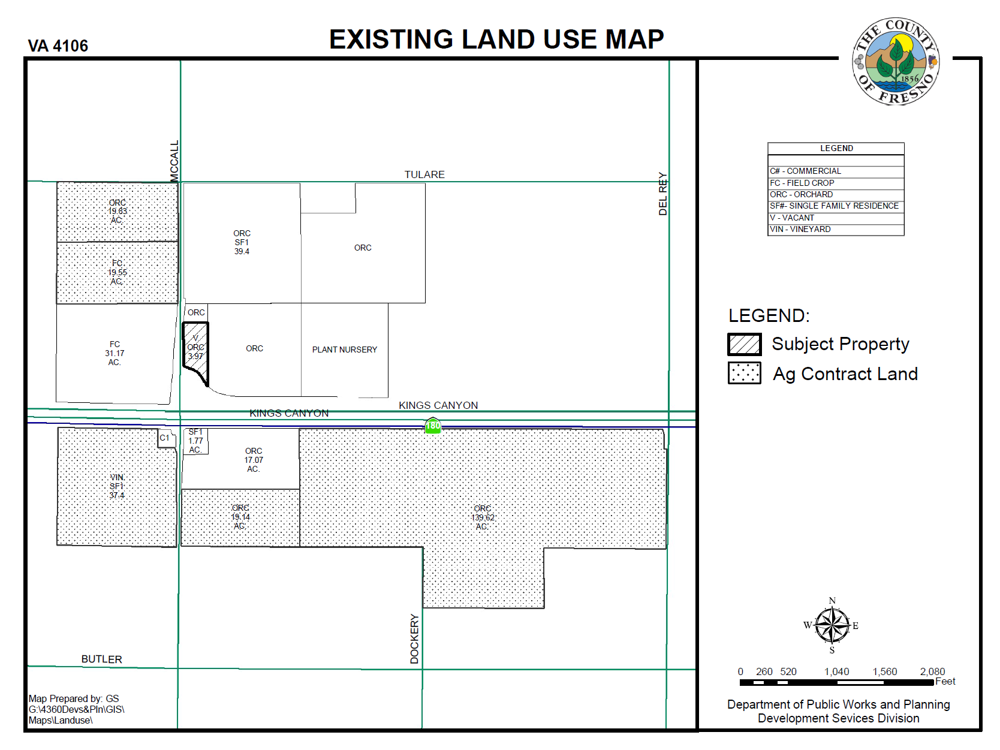 VA 4106
EXISTING LAND USE MAP
THE COUNTY
OF FRESNO
1856
MCCALL
TULARE
DEL REY
ORC
19.83
AC.
FC
19.55
AC.
ORC
SF1
39.4
ORC
ORC
FC
31.17
AC.
V
ORC
3.97
ORC
PLANT NURSERY
KINGS CANYON
KINGS CANYON
180
C1
SF1
1.77
AC.
ORC
17.07
AC.
VIN
SF1
37.4
ORC
19.14
AC.
ORC
139.62
AC.
DOCKERY
BUTLER
Map Prepared by: GS
G:\4360Devs&Pln\GIS\
Maps\Landuse\
LEGEND
C# - COMMERCIAL
FC - FIELD CROP
ORC - ORCHARD
SF#- SINGLE FAMILY RESIDENCE
V - VACANT
VIN - VINEYARD
LEGEND:
Subject Property
Ag Contract Land
N
W
E
S
0 260 520 1,040 1,560 2,080
Feet
Department of Public Works and Planning
Development Sevices Division